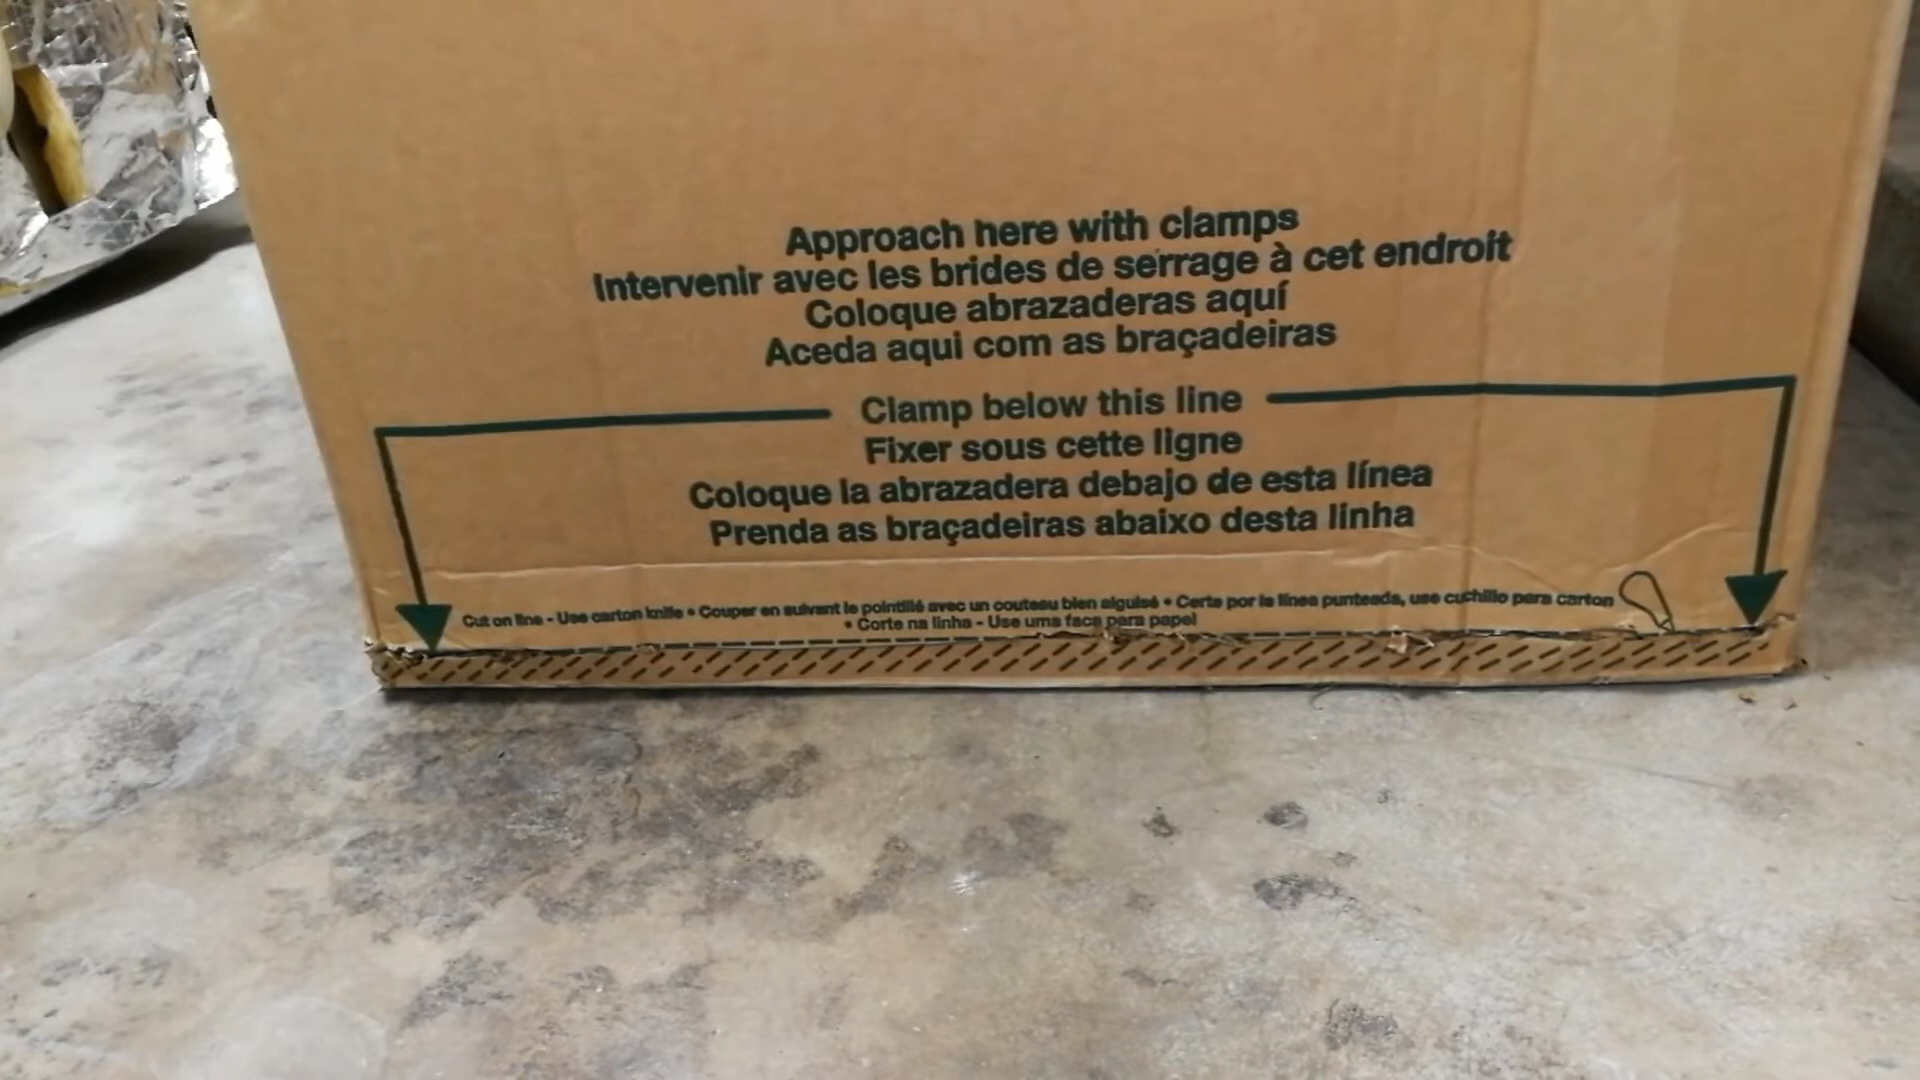 Approach here with clamps
Intervenir avec les brides de serrage à cet endroit
Coloque abrazaderas aquí
Aceda aqui com as braçadeiras
Clamp below this line
Fixer sous cette ligne
Coloque la abrazadera debajo de esta línea
Prenda as braçadeiras abaixo desta linha
Cut on line - Use carton knife • Couper en suivant le pointillé avec un couteau bien aiguisé • Corte por la línea punteada, use cuchillo para carton
• Corte na linha - Use uma faca para papel